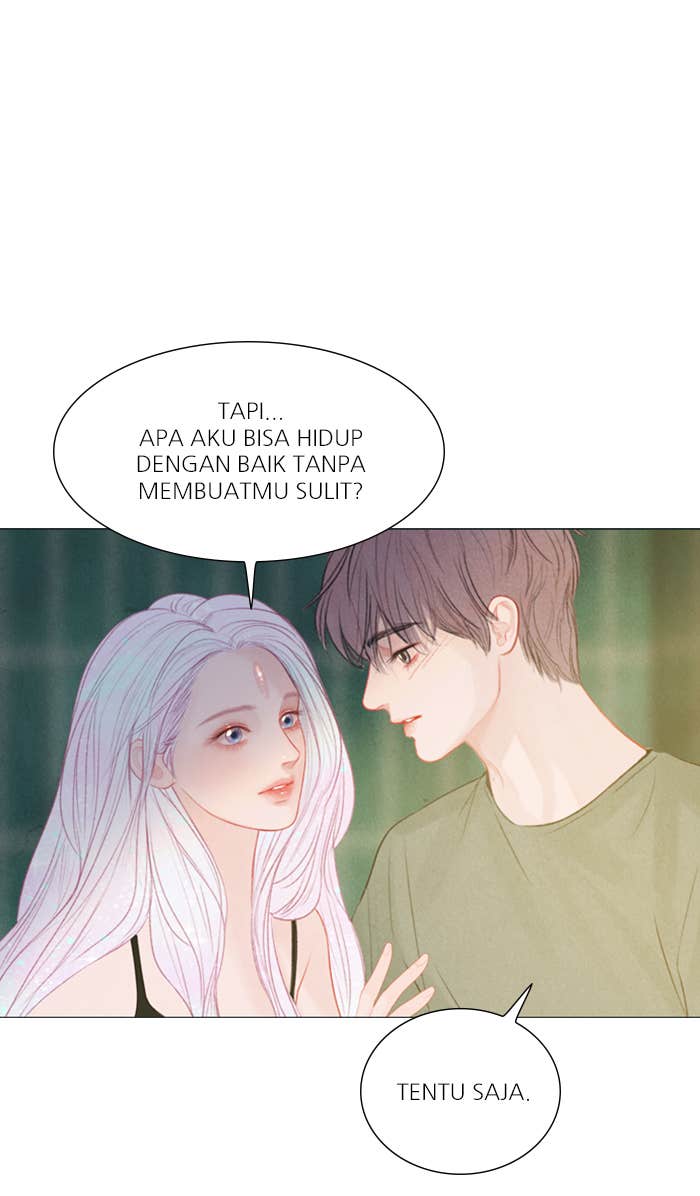 TAPI...
APA AKU BISA HIDUP
DENGAN BAIK TANPA
MEMBUATMU SULIT?
TENTU SAJA.